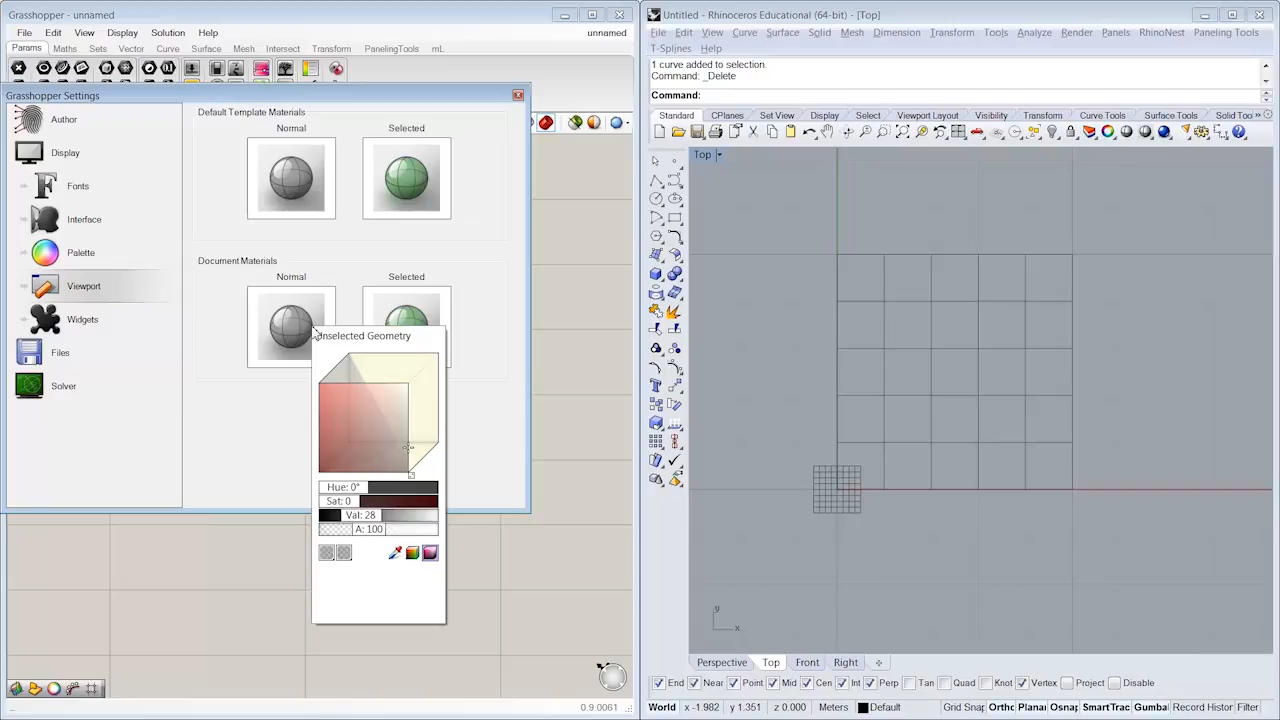 Grasshopper - unnamed
File Edit View Display Solution Help unnamed
Params Maths Sets Vector Curve Surface Mesh Intersect Transform PanelingTools mL
Grasshopper Settings
Author
Display
Fonts
Interface
Palette
Viewport
Widgets
Files
Solver
Default Template Materials
Normal Selected
Document Materials
Normal Selected
Unselected Geometry
Hue: 0°
Sat: 0
Val: 28
A: 100
0.9.0061
Untitled - Rhinoceros Educational (64-bit) - [Top]
File Edit View Curve Surface Solid Mesh Dimension Transform Tools Analyze Render Panels RhinoNest Paneling Tools
T-Splines Help
1 curve added to selection.
Command: _Delete
Command:
Standard CPlanes Set View Display Select Viewport Layout Visibility Transform Curve Tools Surface Tools Solid Too
Top
y
x
Perspective Top Front Right
End Near Point Mid Cen Int Perp Tan Quad Knot Vertex Project Disable
World x -1.982 y 1.351 z 0.000 Meters Default Grid Snap Ortho Planar Osnap SmartTrac Gumba Record Histor Filter